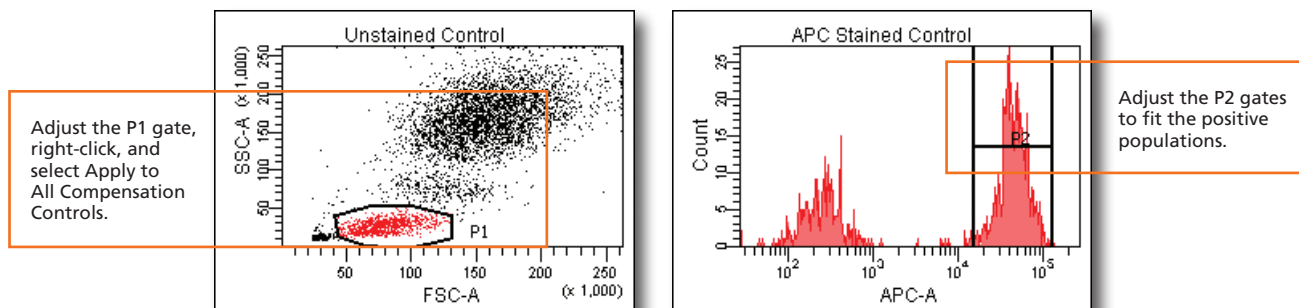 Adjust the P1 gate,
right-click, and
select Apply to
All Compensation
Controls.
Unstained Control
SSC-A (x 1,000)
50 100 150 200 250
P1
50 100 150 200 250
FSC-A (x 1,000)
APC Stained Control
Count
0 5 10 15 20 25
P2
10² 10³ 10⁴ 10⁵
APC-A
Adjust the P2 gates
to fit the positive
populations.